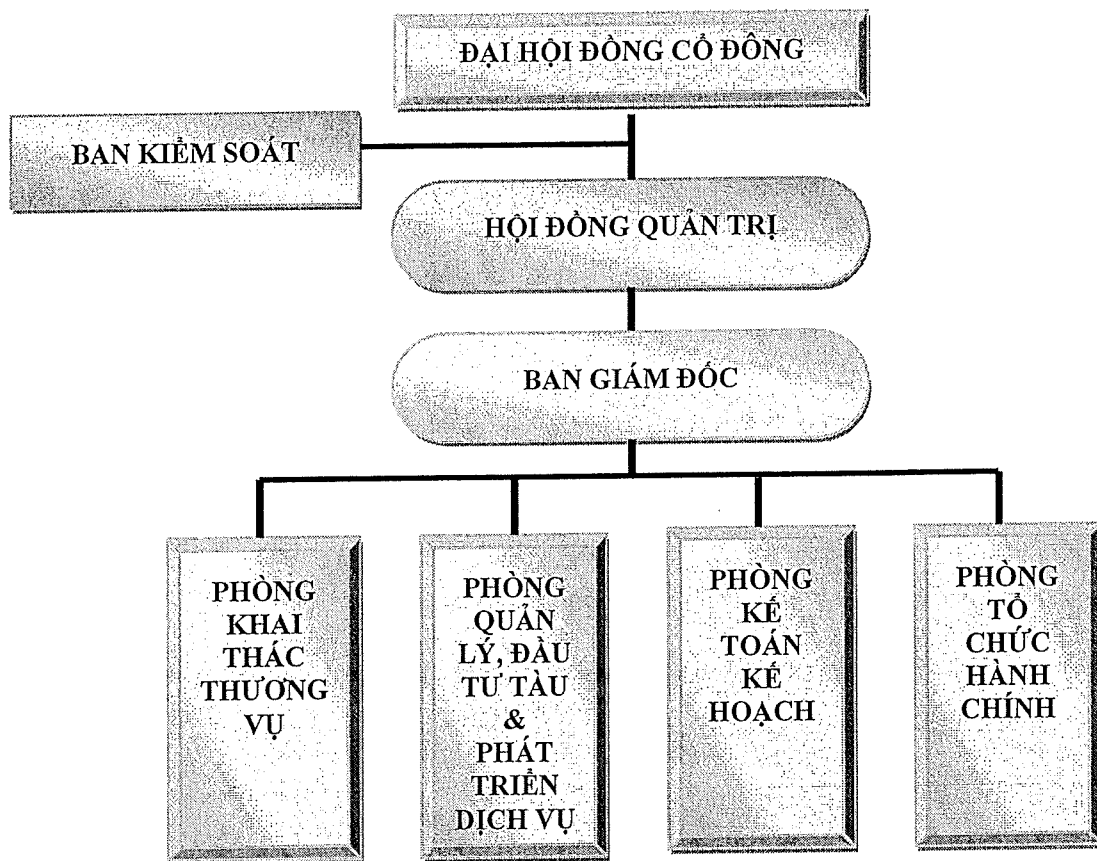 ĐẠI HỘI ĐỒNG CỔ ĐÔNG
BAN KIỂM SOÁT
HỘI ĐỒNG QUẢN TRỊ
BAN GIÁM ĐỐC
PHÒNG
KHAI
THÁC
THƯƠNG
VỤ
PHÒNG
QUẢN
LÝ, ĐẦU
TƯ TÀU
&
PHÁT
TRIỂN
DỊCH VỤ
PHÒNG
KẾ
TOÁN
KẾ
HOẠCH
PHÒNG
TỔ
CHỨC
HÀNH
CHÍNH